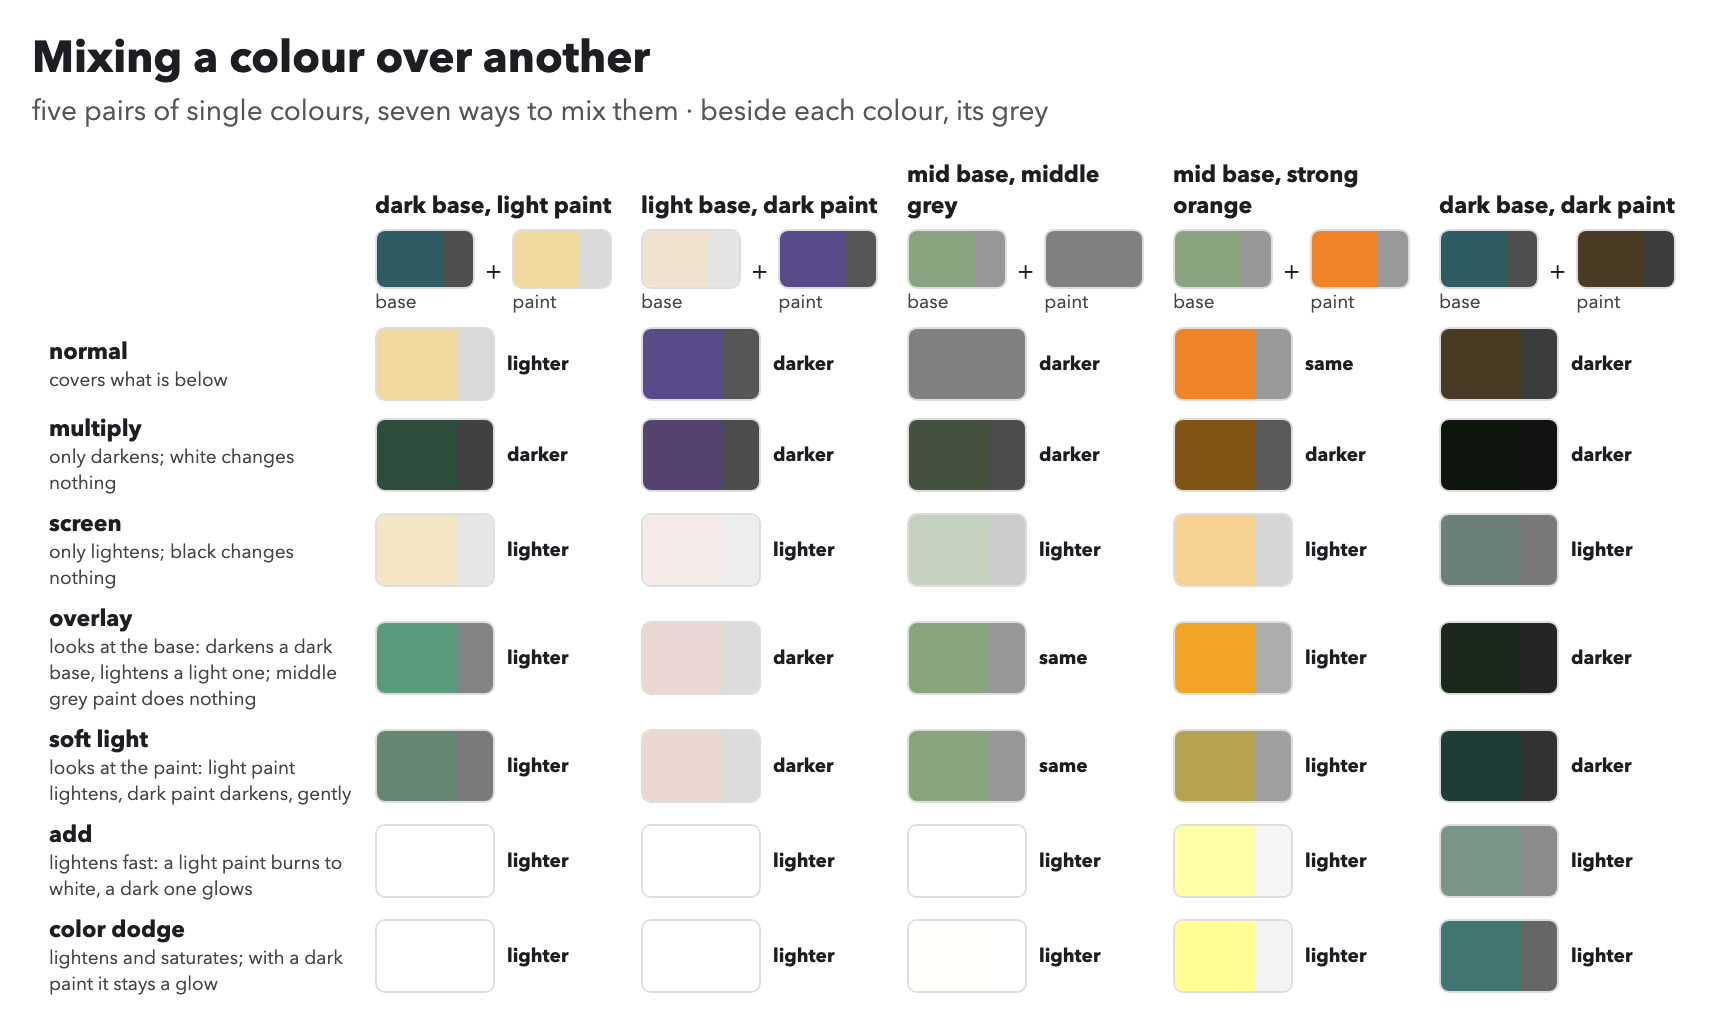 Mixing a colour over another
five pairs of single colours, seven ways to mix them · beside each colour, its grey
dark base, light paint
light base, dark paint
mid base, middle
grey
mid base, strong
orange
dark base, dark paint
+
+
+
+
+
base
paint
base
paint
base
paint
base
paint
base
paint
normal
covers what is below
lighter
darker
darker
same
darker
multiply
only darkens; white changes
nothing
darker
darker
darker
darker
darker
screen
only lightens; black changes
nothing
lighter
lighter
lighter
lighter
lighter
overlay
looks at the base: darkens a dark
base, lightens a light one; middle
grey paint does nothing
lighter
darker
same
lighter
darker
soft light
looks at the paint: light paint
lightens, dark paint darkens, gently
lighter
darker
same
lighter
darker
add
lightens fast: a light paint burns to
white, a dark one glows
lighter
lighter
lighter
lighter
lighter
color dodge
lightens and saturates; with a dark
paint it stays a glow
lighter
lighter
lighter
lighter
lighter